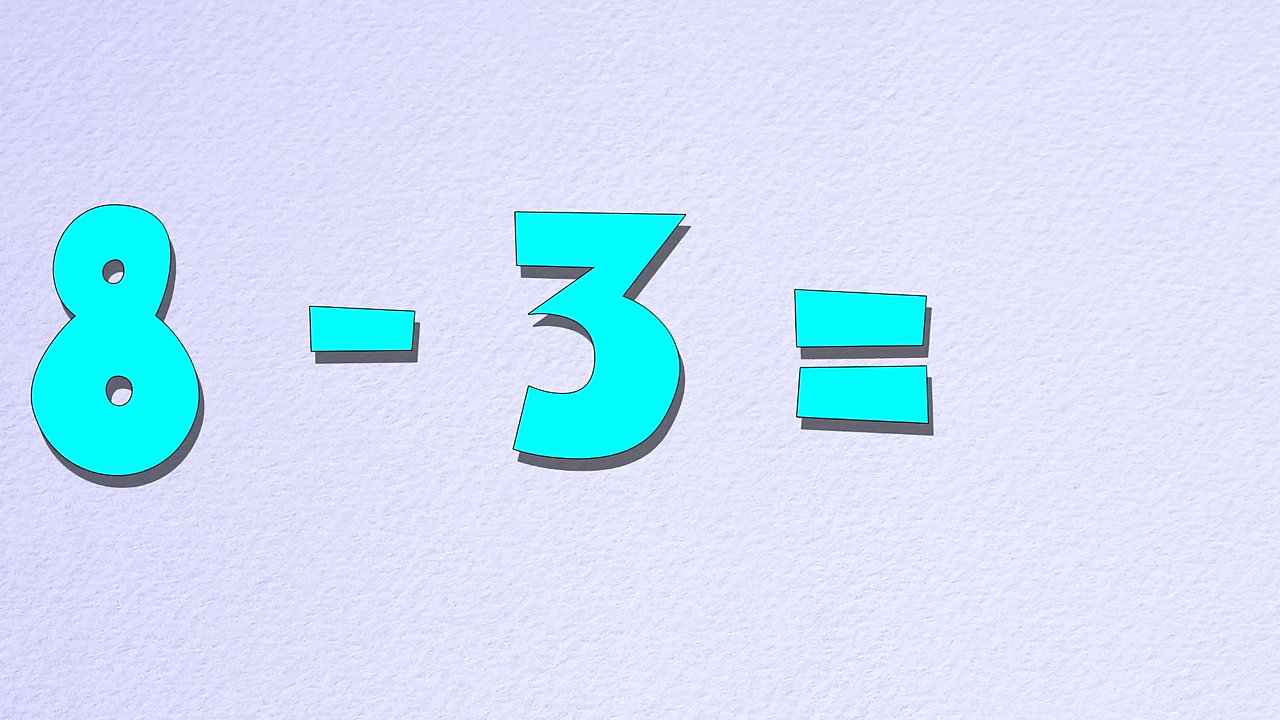 8 - 3 =